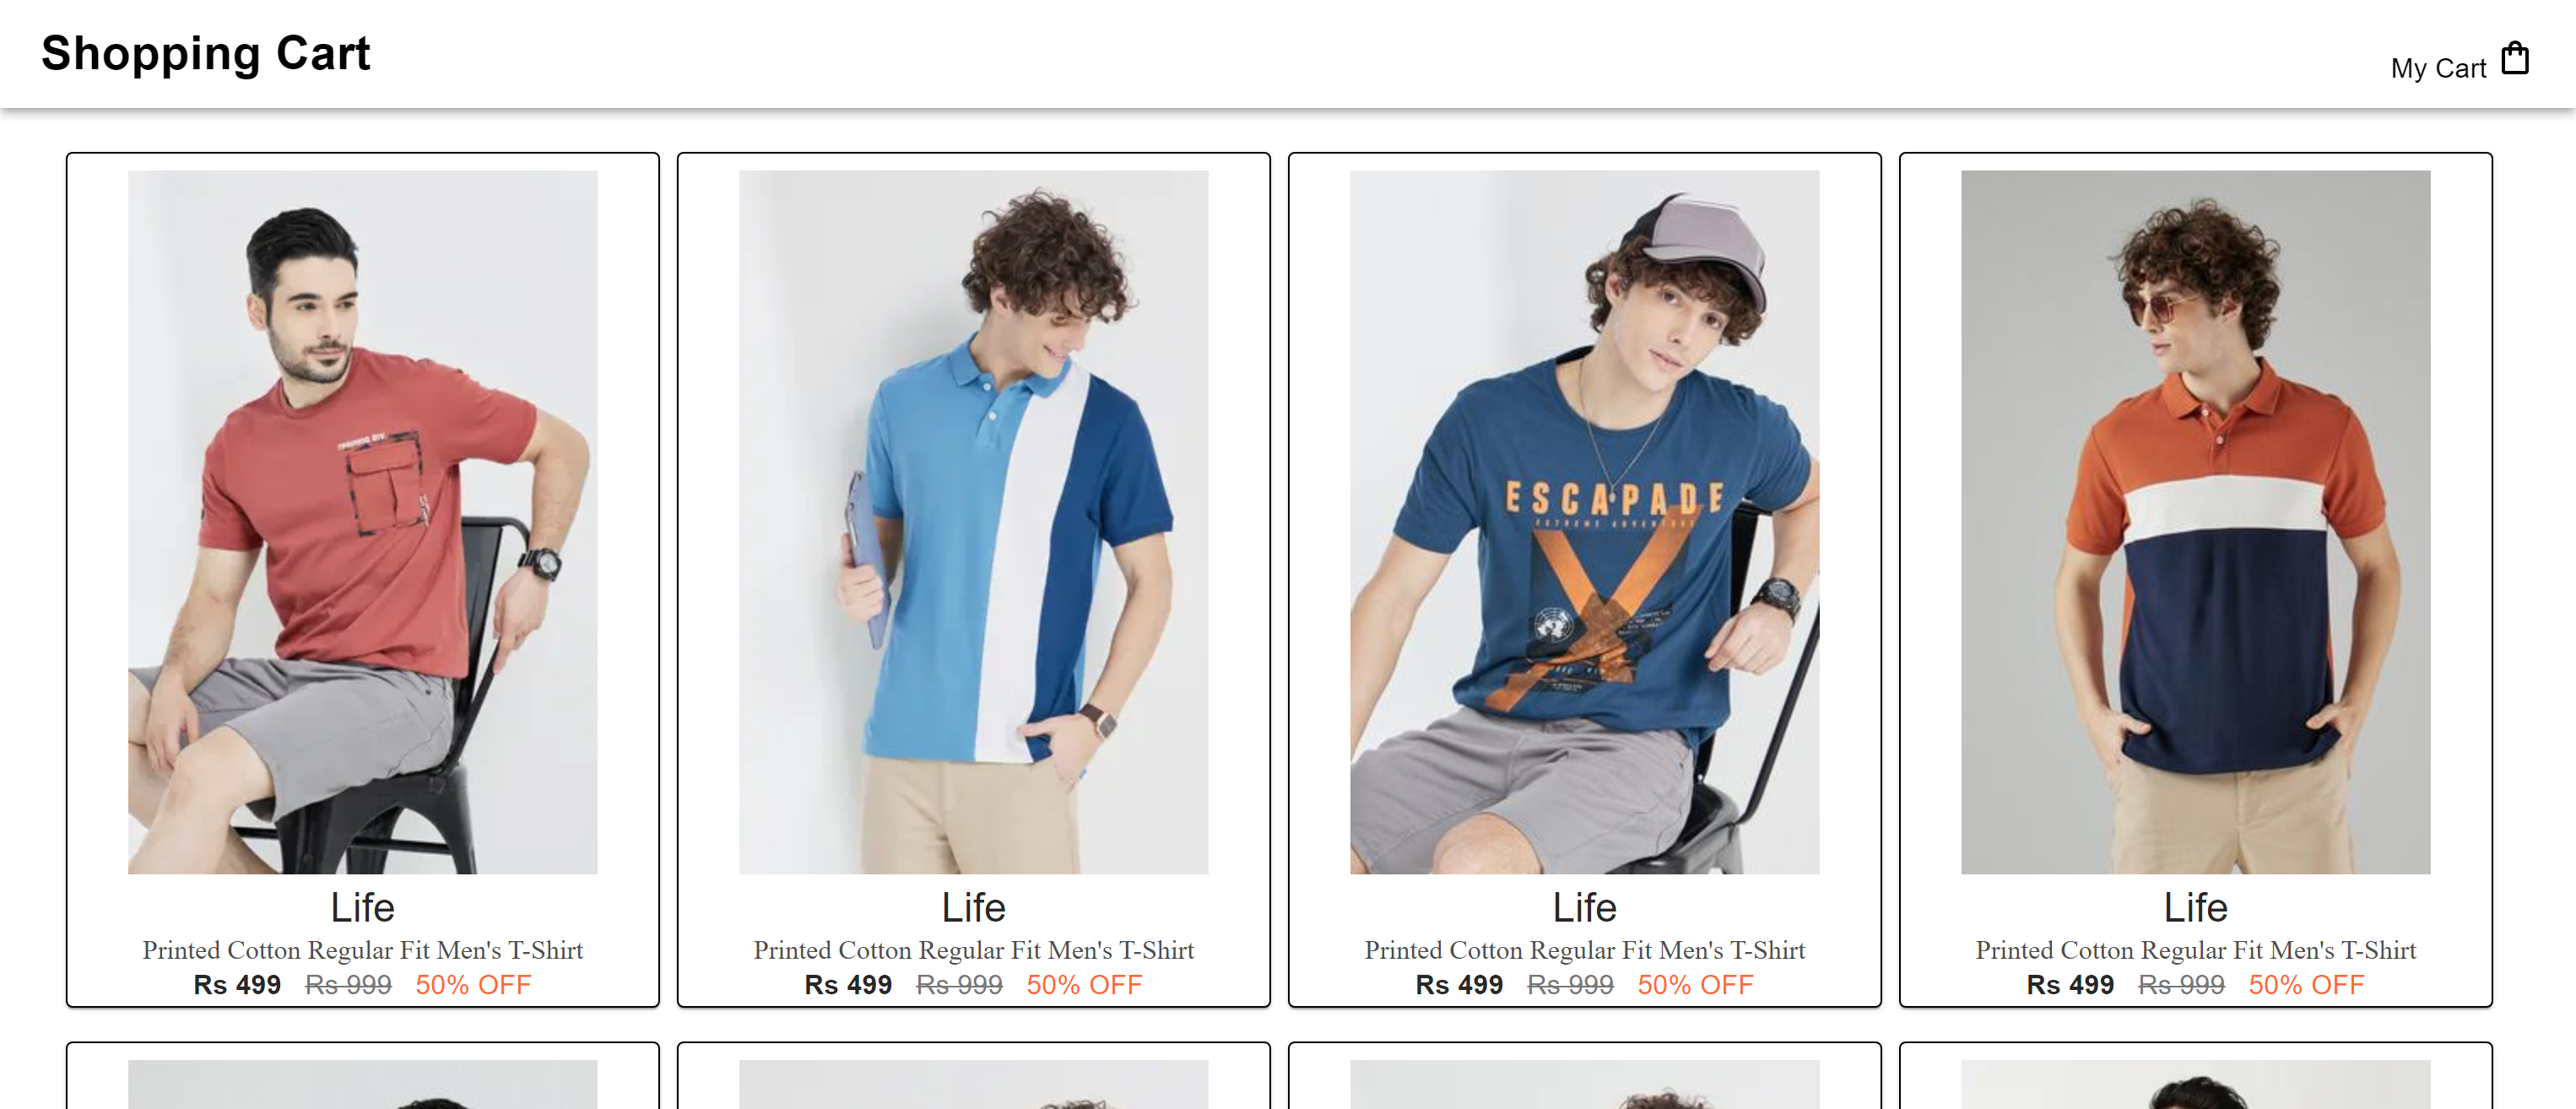 Shopping Cart
My Cart
ESCAPADE
EXTREME ADVENTURE
Life
Printed Cotton Regular Fit Men's T-Shirt
Rs 499 Rs 999 50% OFF
Life
Printed Cotton Regular Fit Men's T-Shirt
Rs 499 Rs 999 50% OFF
Life
Printed Cotton Regular Fit Men's T-Shirt
Rs 499 Rs 999 50% OFF
Life
Printed Cotton Regular Fit Men's T-Shirt
Rs 499 Rs 999 50% OFF